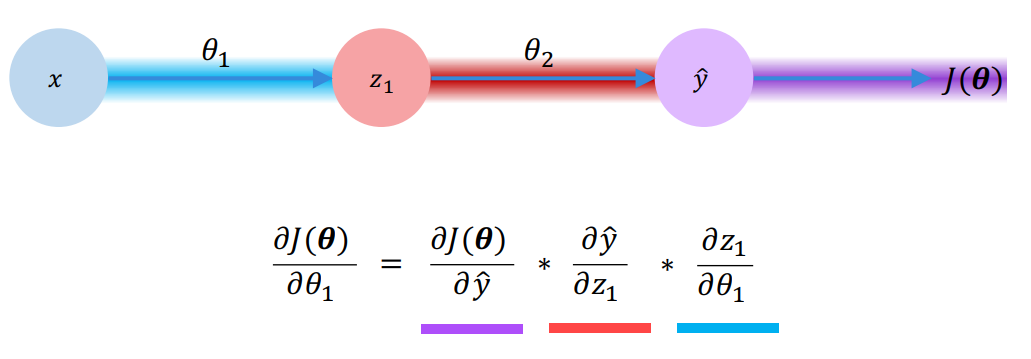 θ₁ θ₂
x z₁ ŷ J(𝜽)
∂J(𝜽)/∂θ₁ = ∂J(𝜽)/∂ŷ * ∂ŷ/∂z₁ * ∂z₁/∂θ₁